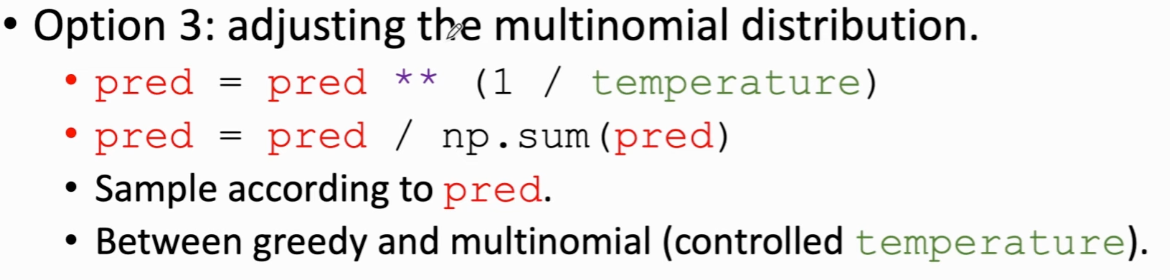 • Option 3: adjusting the multinomial distribution.
• pred = pred ** (1 / temperature)
• pred = pred / np.sum(pred)
• Sample according to pred.
• Between greedy and multinomial (controlled temperature).